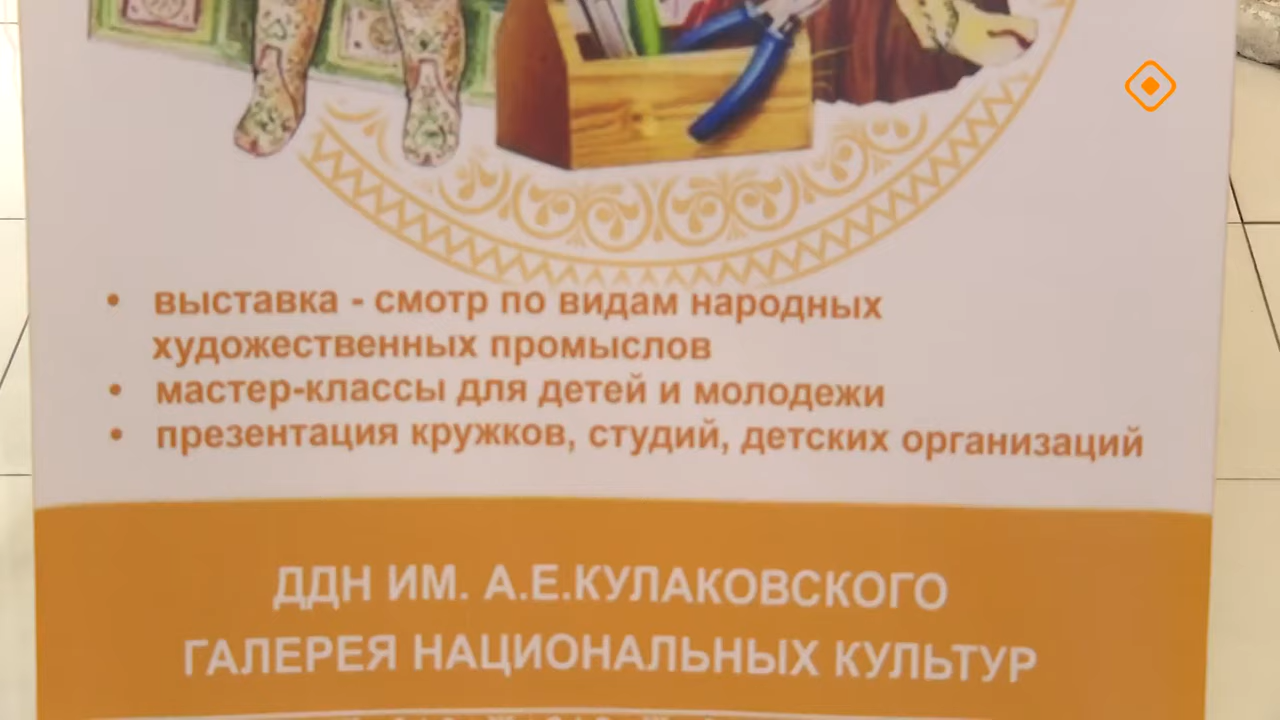 • выставка - смотр по видам народных
художественных промыслов
• мастер-классы для детей и молодежи
• презентация кружков, студий, детских организаций
ДДН ИМ. А.Е.КУЛАКОВСКОГО
ГАЛЕРЕЯ НАЦИОНАЛЬНЫХ КУЛЬТУР